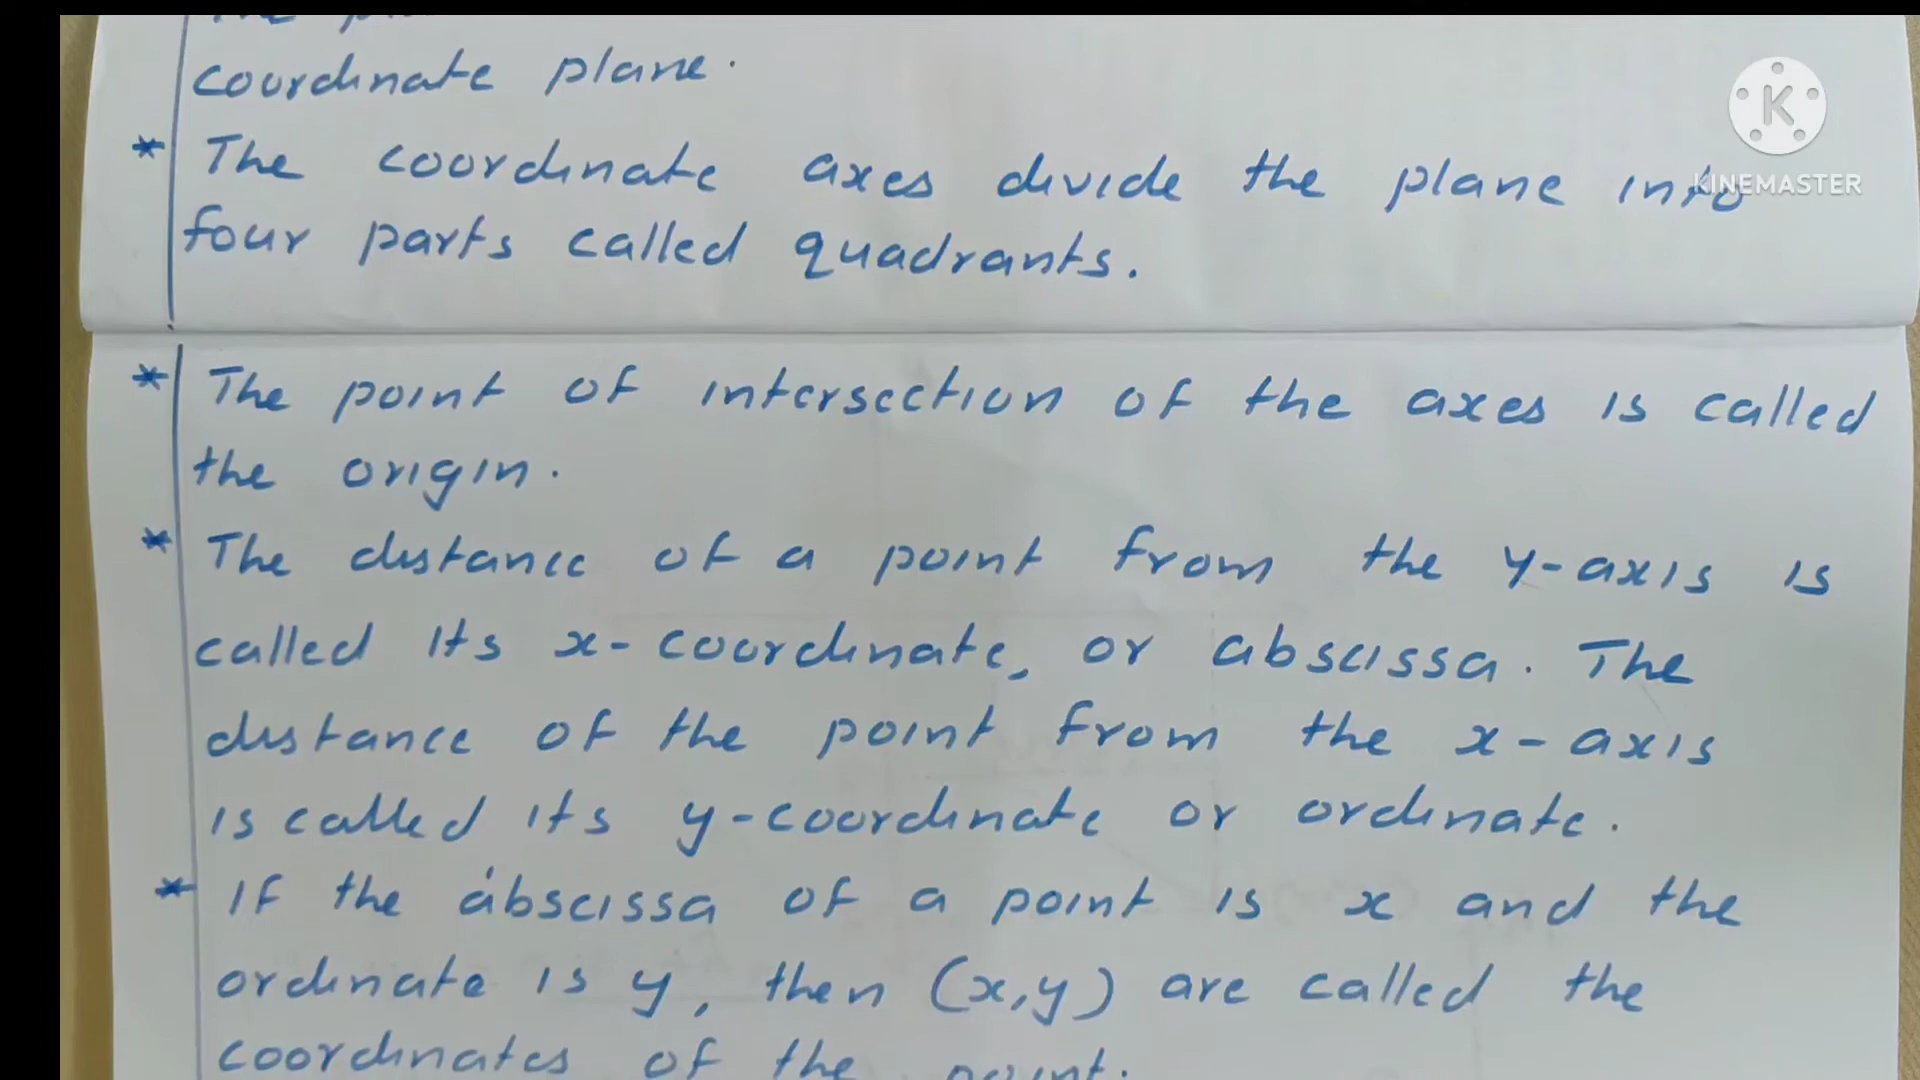 coordinate plane.
* The coordinate axes divide the plane into
four parts called quadrants.
* The point of intersection of the axes is called
the origin.
* The distance of a point from the y-axis is
called its x-coordinate, or abscissa. The
distance of the point from the x-axis
is called its y-coordinate or ordinate.
* If the abscissa of a point is x and the
ordinate is y, then (x,y) are called the
coordinates of the point.
K
KINEMASTER